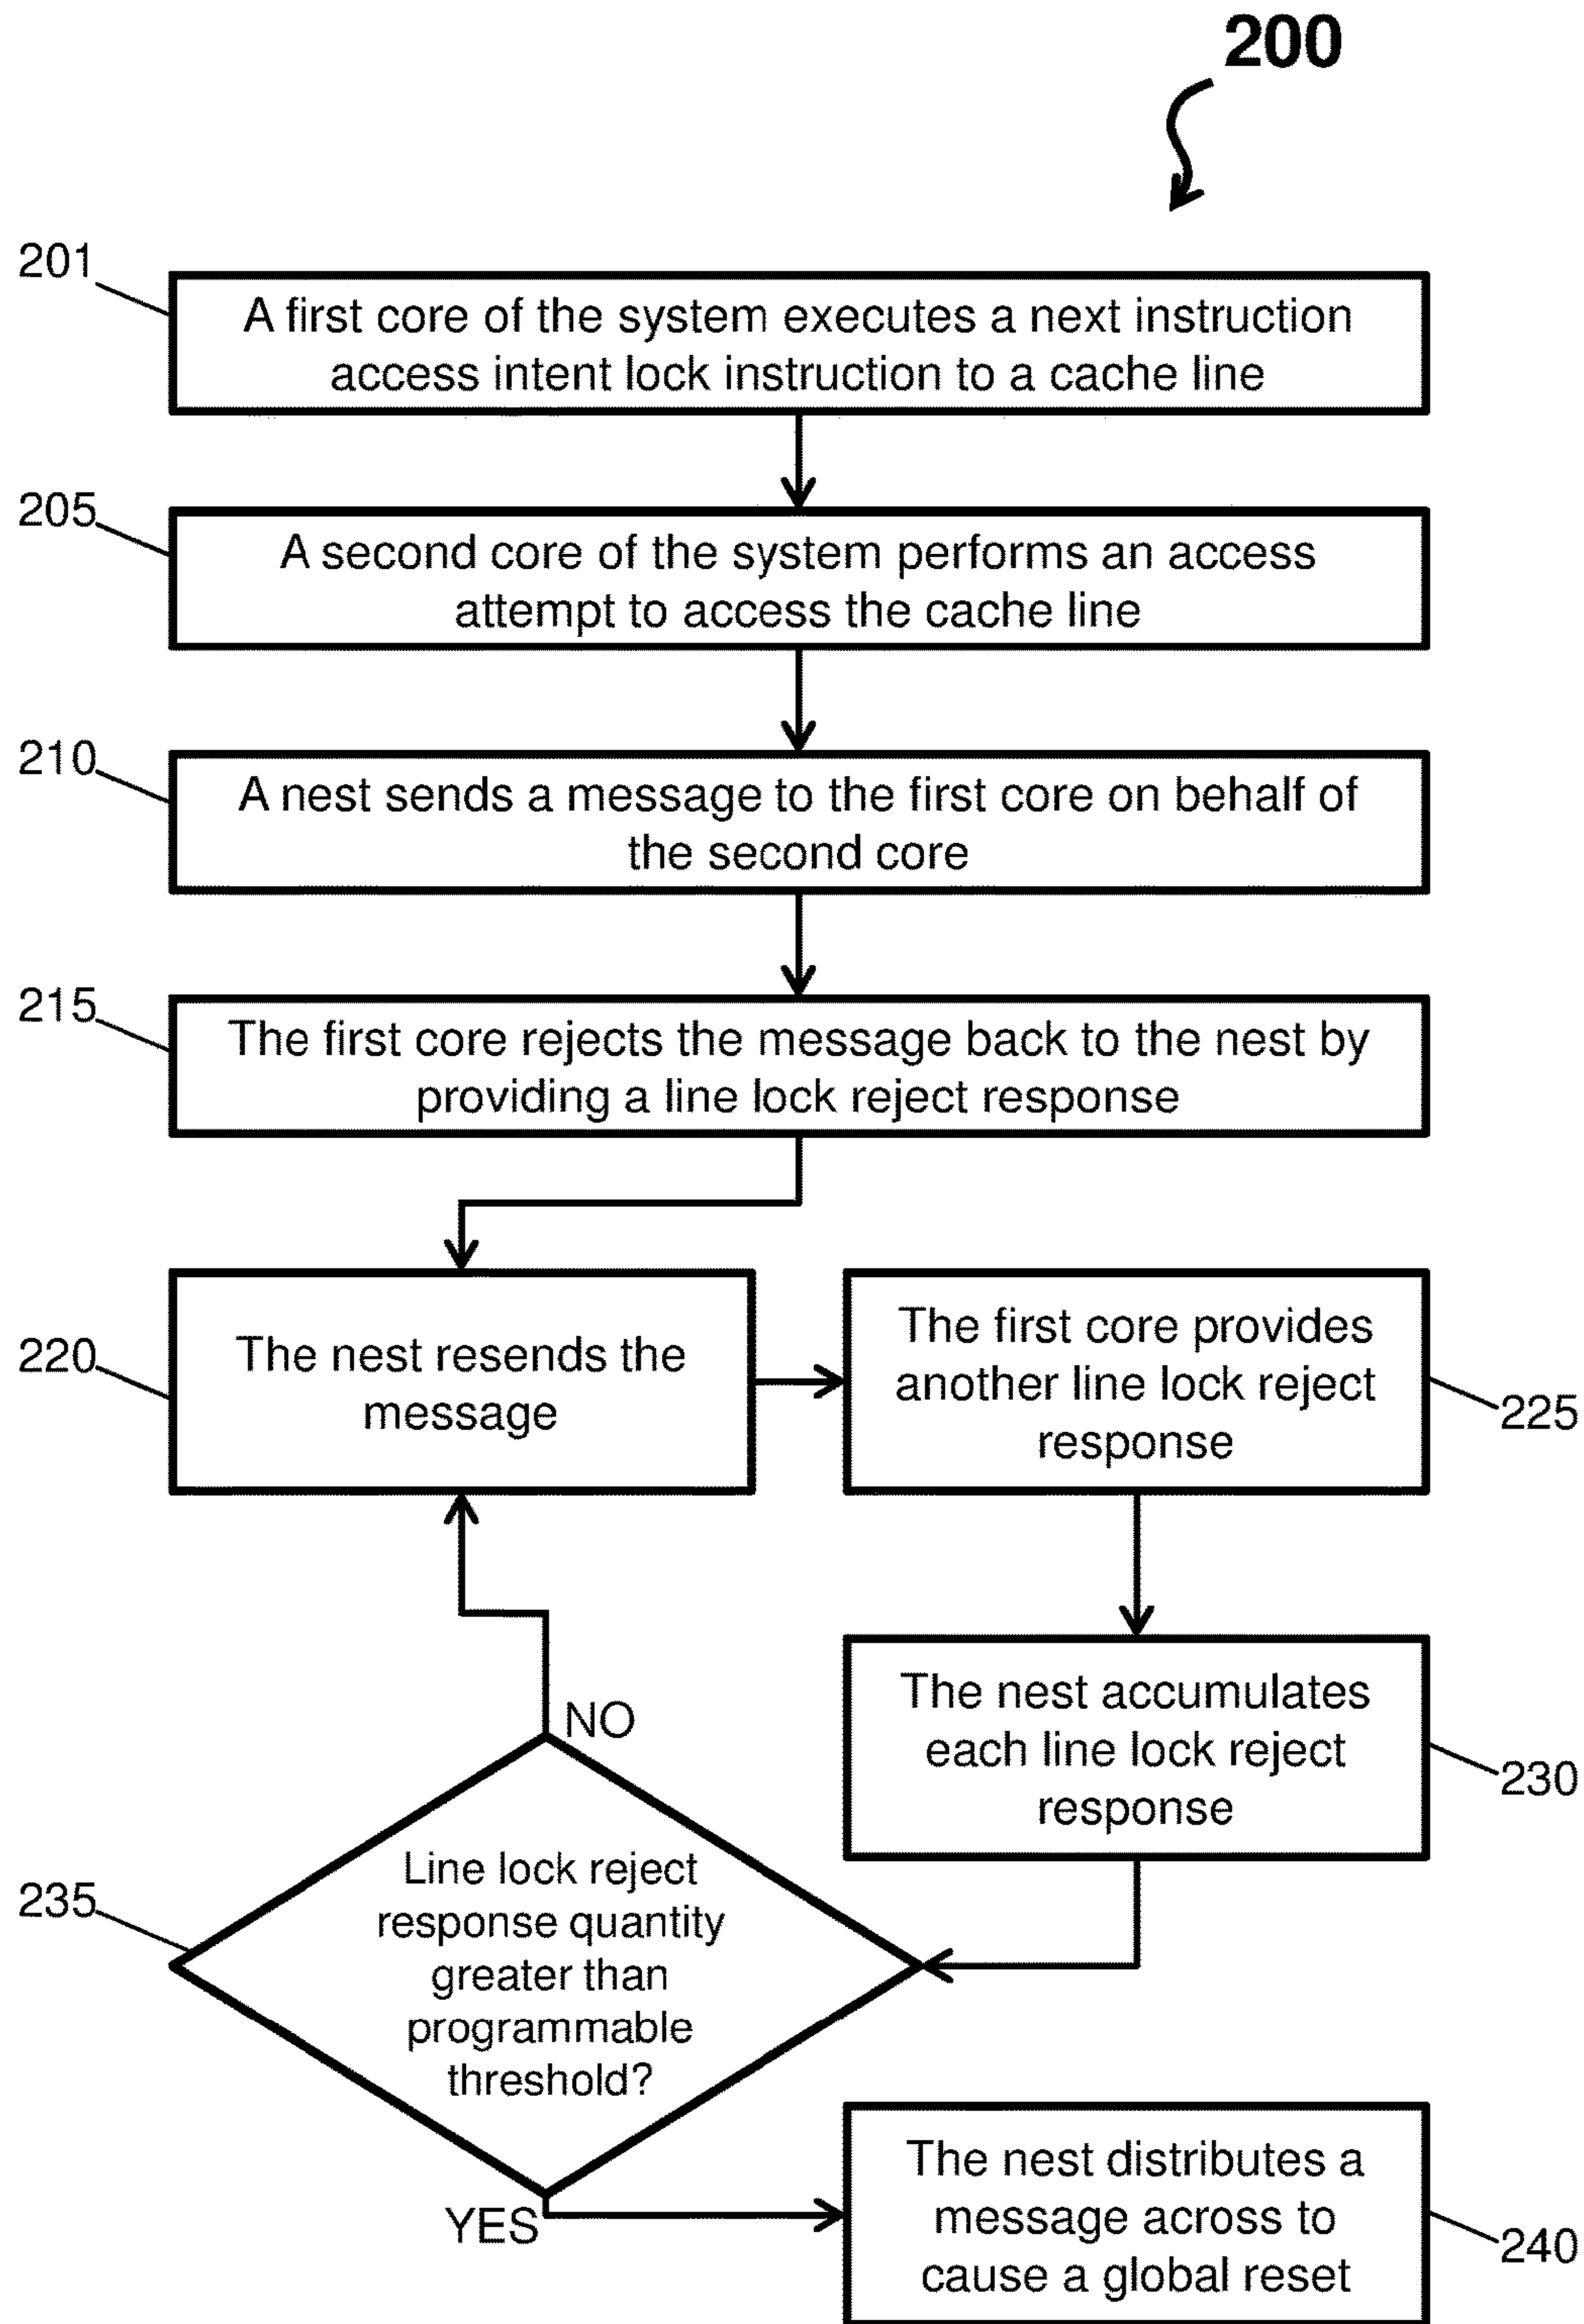 200
201
A first core of the system executes a next instruction
access intent lock instruction to a cache line
205
A second core of the system performs an access
attempt to access the cache line
210
A nest sends a message to the first core on behalf of
the second core
215
The first core rejects the message back to the nest by
providing a line lock reject response
220
The nest resends the
message
The first core provides
another line lock reject
response
225
The nest accumulates
each line lock reject
response
230
NO
235
Line lock reject
response quantity
greater than
programmable
threshold?
YES
The nest distributes a
message across to
cause a global reset
240